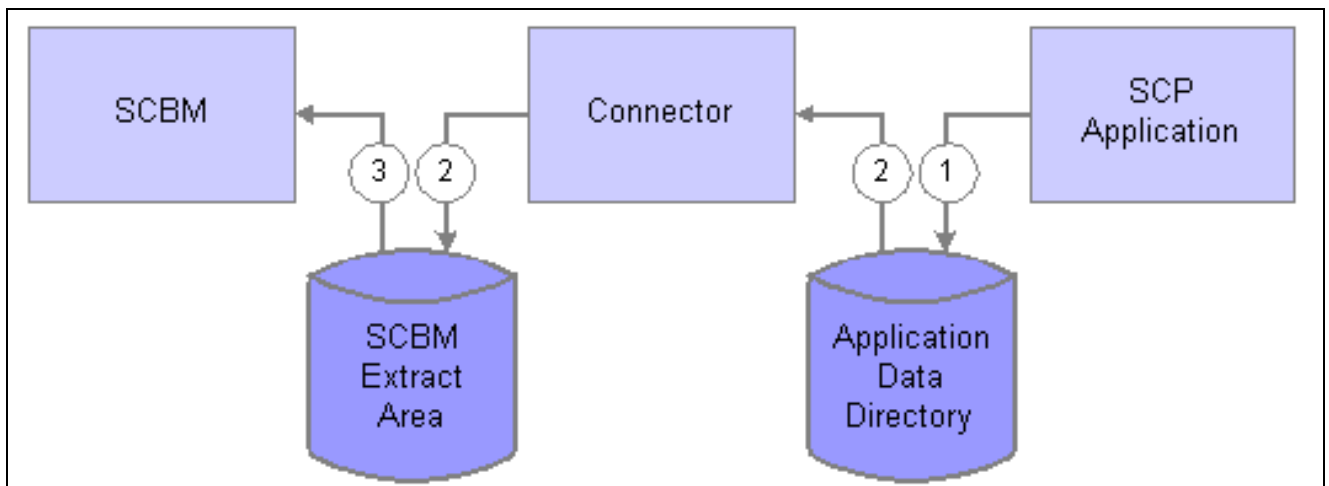 SCBM
Connector
SCP
Application
3
2
2
1
SCBM
Extract
Area
Application
Data
Directory